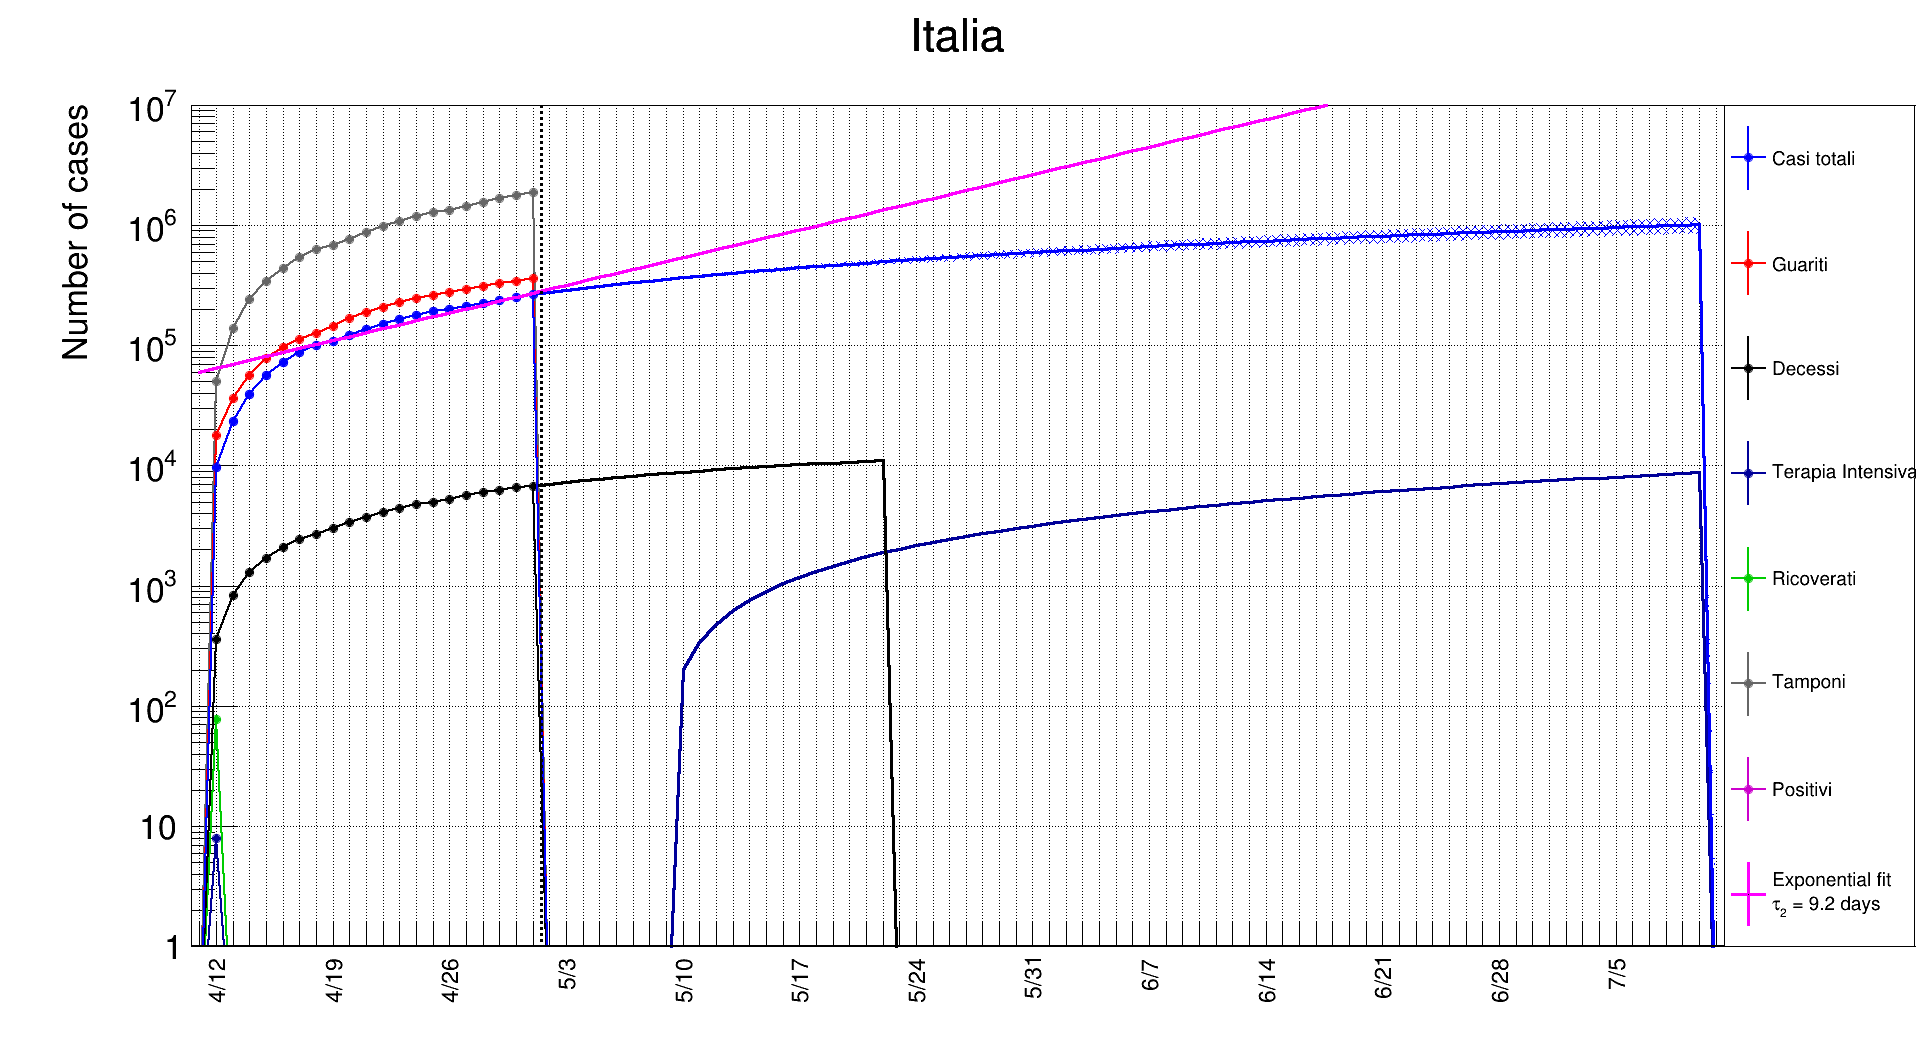 Italia
Number of cases
10^7
10^6
10^5
10^4
10^3
10^2
10
1
4/12
4/19
4/26
5/3
5/10
5/17
5/24
5/31
6/7
6/14
6/21
6/28
7/5
Casi totali
Guariti
Decessi
Terapia Intensiva
Ricoverati
Tamponi
Positivi
Exponential fit
τ₂ = 9.2 days